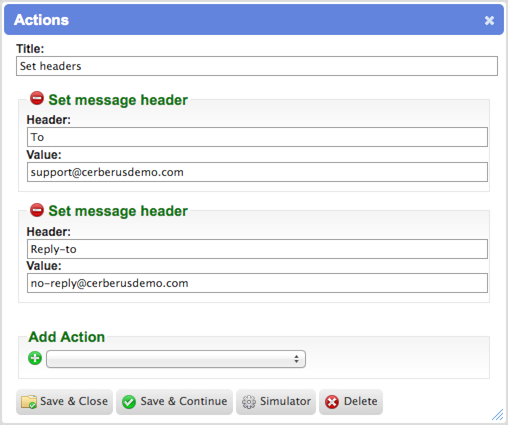 Actions
Title:
Set headers
Set message header
Header:
To
Value:
support@cerberusdemo.com
Set message header
Header:
Reply-to
Value:
no-reply@cerberusdemo.com
Add Action
Save & Close Save & Continue Simulator Delete